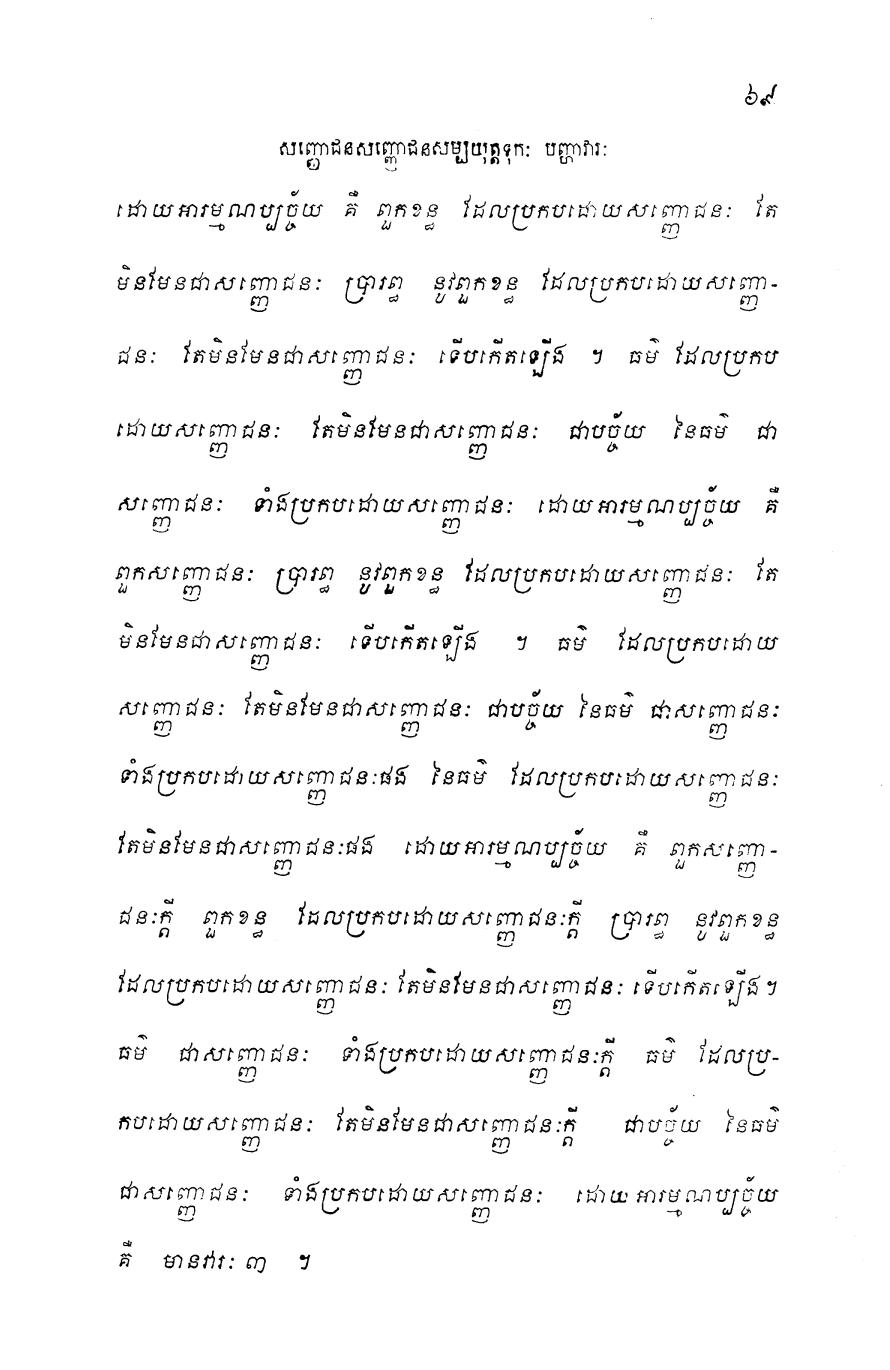 ៦៩
សញ្ញោជនសញ្ញោជនសម្បយុត្តទុកៈ បញ្ហាវារៈ
ដោយអារម្មណប្បច្ច័យ គឺ ពួកខន្ធ ដែលប្រកបដោយសញ្ញោជនៈ តែ
មិនមែនជាសញ្ញោជនៈ ប្រារព្ធ នូវពួកខន្ធ ដែលប្រកបដោយសញ្ញោ-
ជនៈ តែមិនមែនជាសញ្ញោជនៈ ទើបកើតឡើង ។ ធម៌ ដែលប្រកប
ដោយសញ្ញោជនៈ តែមិនមែនជាសញ្ញោជនៈ ជាបច្ច័យ នៃធម៌ ជា
សញ្ញោជនៈ ទាំងប្រកបដោយសញ្ញោជនៈ ដោយអារម្មណប្បច្ច័យ គឺ
ពួកសញ្ញោជនៈ ប្រារព្ធ នូវពួកខន្ធ ដែលប្រកបដោយសញ្ញោជនៈ តែ
មិនមែនជាសញ្ញោជនៈ ទើបកើតឡើង ។ ធម៌ ដែលប្រកបដោយ
សញ្ញោជនៈ តែមិនមែនជាសញ្ញោជនៈ ជាបច្ច័យ នៃធម៌ ជាសញ្ញោជនៈ
ទាំងប្រកបដោយសញ្ញោជនៈផង នៃធម៌ ដែលប្រកបដោយសញ្ញោជនៈ
តែមិនមែនជាសញ្ញោជនៈផង ដោយអារម្មណប្បច្ច័យ គឺ ពួកសញ្ញោ-
ជនៈក្តី ពួកខន្ធ ដែលប្រកបដោយសញ្ញោជនៈក្តី ប្រារព្ធ នូវពួកខន្ធ
ដែលប្រកបដោយសញ្ញោជនៈ តែមិនមែនជាសញ្ញោជនៈ ទើបកើតឡើង។
ធម៌ ជាសញ្ញោជនៈ ទាំងប្រកបដោយសញ្ញោជនៈក្តី ធម៌ ដែលប្រ-
កបដោយសញ្ញោជនៈ តែមិនមែនជាសញ្ញោជនៈក្តី ជាបច្ច័យ នៃធម៌
ជាសញ្ញោជនៈ ទាំងប្រកបដោយសញ្ញោជនៈ ដោយអារម្មណប្បច្ច័យ
គឺ មានវារៈ ៣ ។